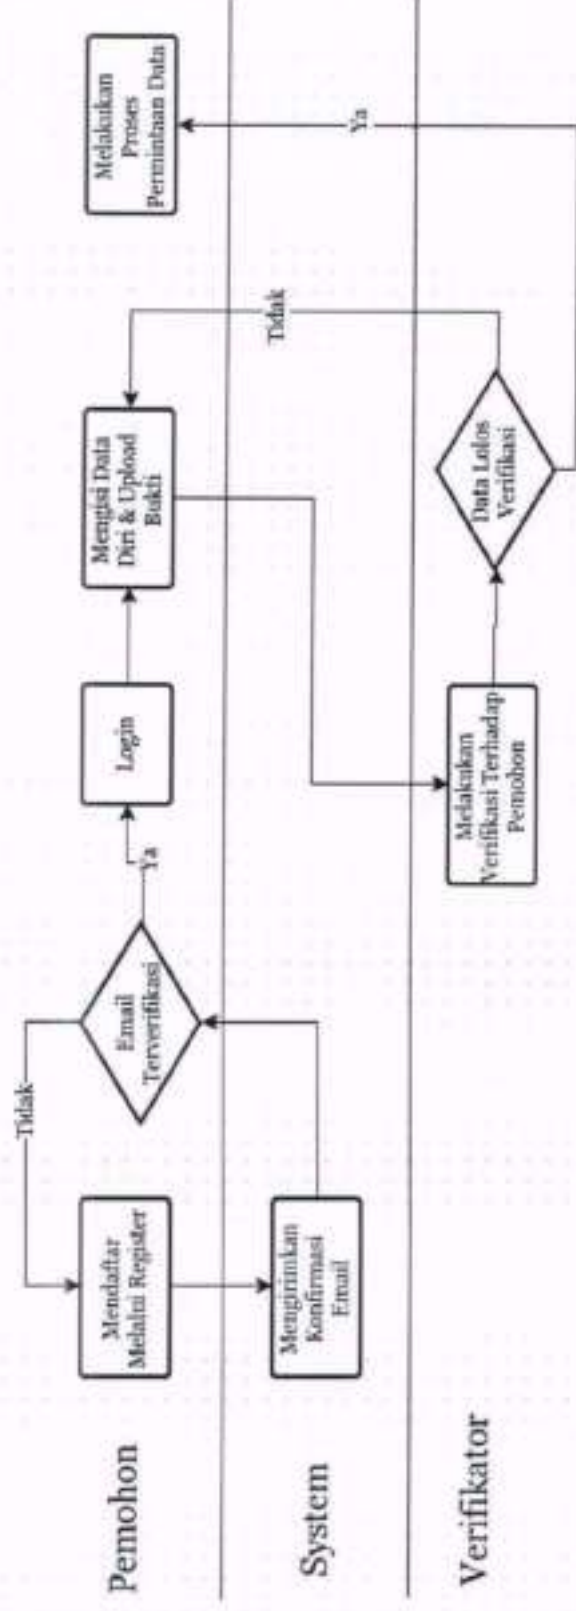 Pemohon
Mendaftar
Melalui Register
Tidak
Email
Terverifikasi
Ya
Login
Mengisi Data
Diri & Upload
Bukti
Tidak
Melakukan
Proses
Permintaan Data
Ya
System
Mengirimkan
Konfirmasi
Email
Verifikator
Melakukan
Verifikasi Terhadap
Pemohon
Data Lolos
Verifikasi